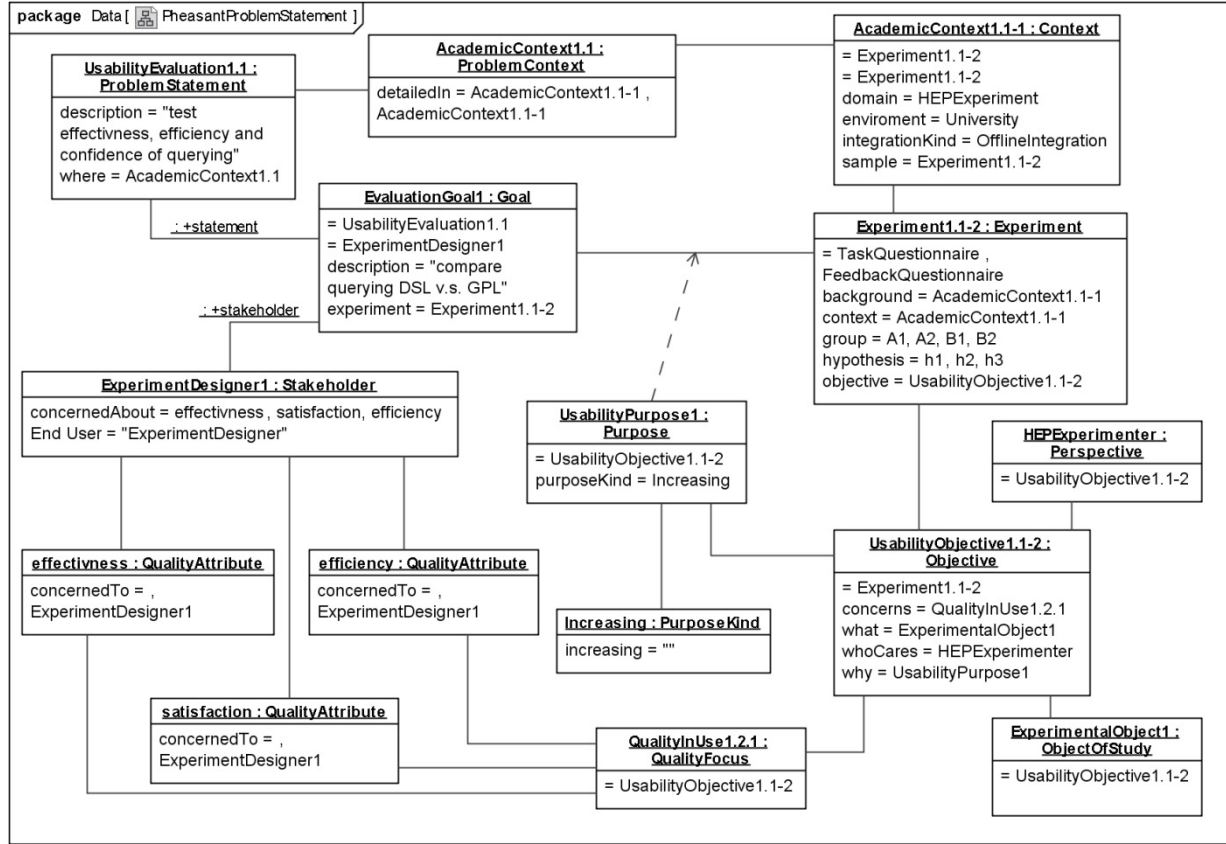 package Data [ PheasantProblemStatement ]
UsabilityEvaluation1.1 :
ProblemStatement
description = "test
effectivness, efficiency and
confidence of querying"
where = AcademicContext1.1
AcademicContext1.1 :
ProblemContext
detailedIn = AcademicContext1.1-1 ,
AcademicContext1.1-1
AcademicContext1.1-1 : Context
= Experiment1.1-2
= Experiment1.1-2
domain = HEPExperiment
enviroment = University
integrationKind = OfflineIntegration
sample = Experiment1.1-2
: +statement
EvaluationGoal1 : Goal
= UsabilityEvaluation1.1
= ExperimentDesigner1
description = "compare
querying DSL v.s. GPL"
experiment = Experiment1.1-2
: +stakeholder
Experiment1.1-2 : Experiment
= TaskQuestionnaire ,
FeedbackQuestionnaire
background = AcademicContext1.1-1
context = AcademicContext1.1-1
group = A1, A2, B1, B2
hypothesis = h1, h2, h3
objective = UsabilityObjective1.1-2
ExperimentDesigner1 : Stakeholder
concernedAbout = effectivness , satisfaction, efficiency
End User = "ExperimentDesigner"
UsabilityPurpose1 :
Purpose
= UsabilityObjective1.1-2
purposeKind = Increasing
HEPExperimenter :
Perspective
= UsabilityObjective1.1-2
effectivness : QualityAttribute
concernedTo = ,
ExperimentDesigner1
efficiency : QualityAttribute
concernedTo = ,
ExperimentDesigner1
UsabilityObjective1.1-2 :
Objective
= Experiment1.1-2
concerns = QualityInUse1.2.1
what = ExperimentalObject1
whoCares = HEPExperimenter
why = UsabilityPurpose1
Increasing : PurposeKind
increasing = ""
satisfaction : QualityAttribute
concernedTo = ,
ExperimentDesigner1
QualityInUse1.2.1 :
QualityFocus
= UsabilityObjective1.1-2
ExperimentalObject1 :
ObjectOfStudy
= UsabilityObjective1.1-2